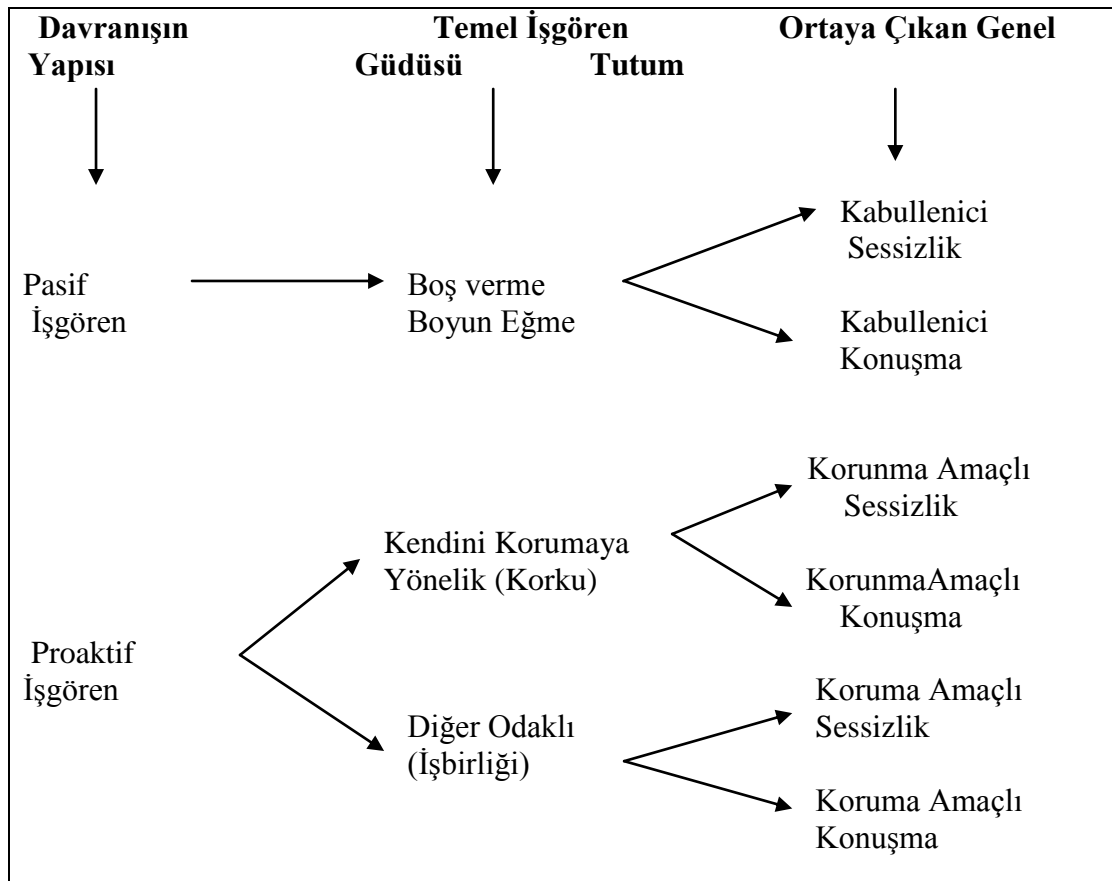 Davranışın Temel İşgören Ortaya Çıkan Genel
Yapısı Güdüsü Tutum
Kabullenici
Sessizlik
Pasif Boş verme
İşgören Boyun Eğme
Kabullenici
Konuşma
Korunma Amaçlı
Sessizlik
Kendini Korumaya
Yönelik (Korku)
KorunmaAmaçlı
Konuşma
Proaktif
İşgören
Koruma Amaçlı
Sessizlik
Diğer Odaklı
(İşbirliği)
Koruma Amaçlı
Konuşma